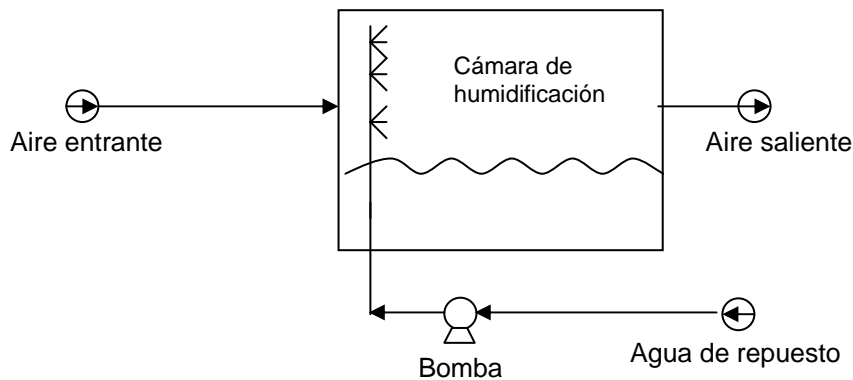 Cámara de
humidificación
Aire entrante
Aire saliente
Bomba
Agua de repuesto